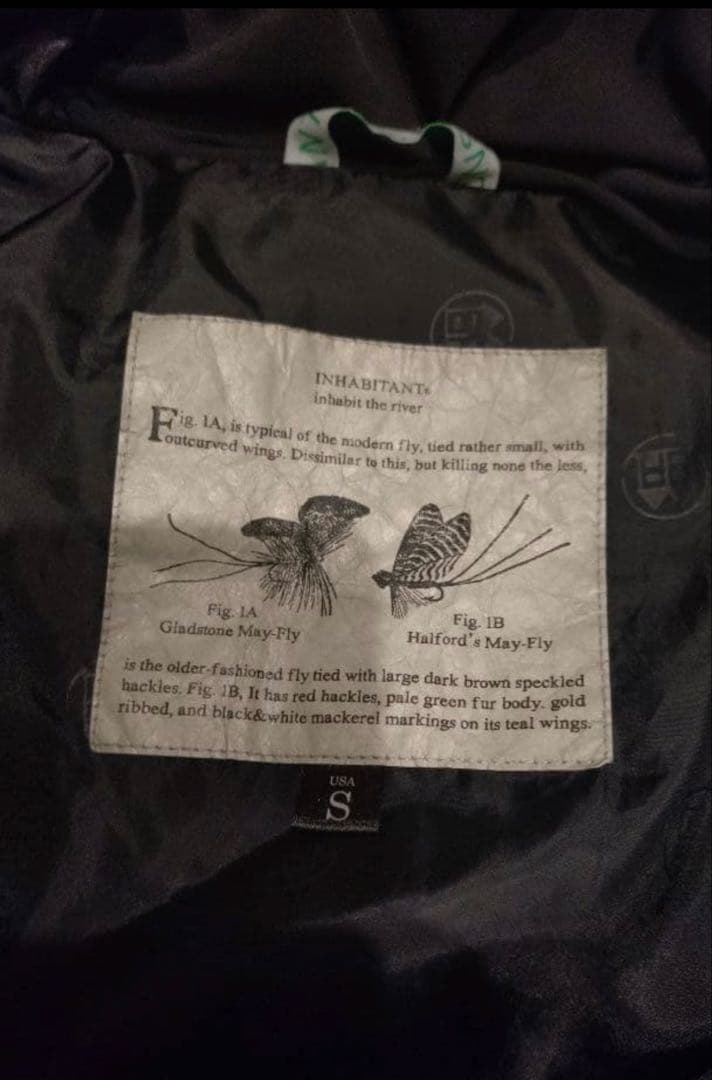 INHABITANTs
inhabit the river
Fig. 1A, is typical of the modern fly, tied rather small, with
outcurved wings. Dissimilar to this, but killing none the less,
Fig. 1A
Gladstone May-Fly
Fig. 1B
Halford's May-Fly
is the older-fashioned fly tied with large dark brown speckled
hackles. Fig. 1B, It has red hackles, pale green fur body. gold
ribbed, and black&white mackerel markings on its teal wings.
USA
S